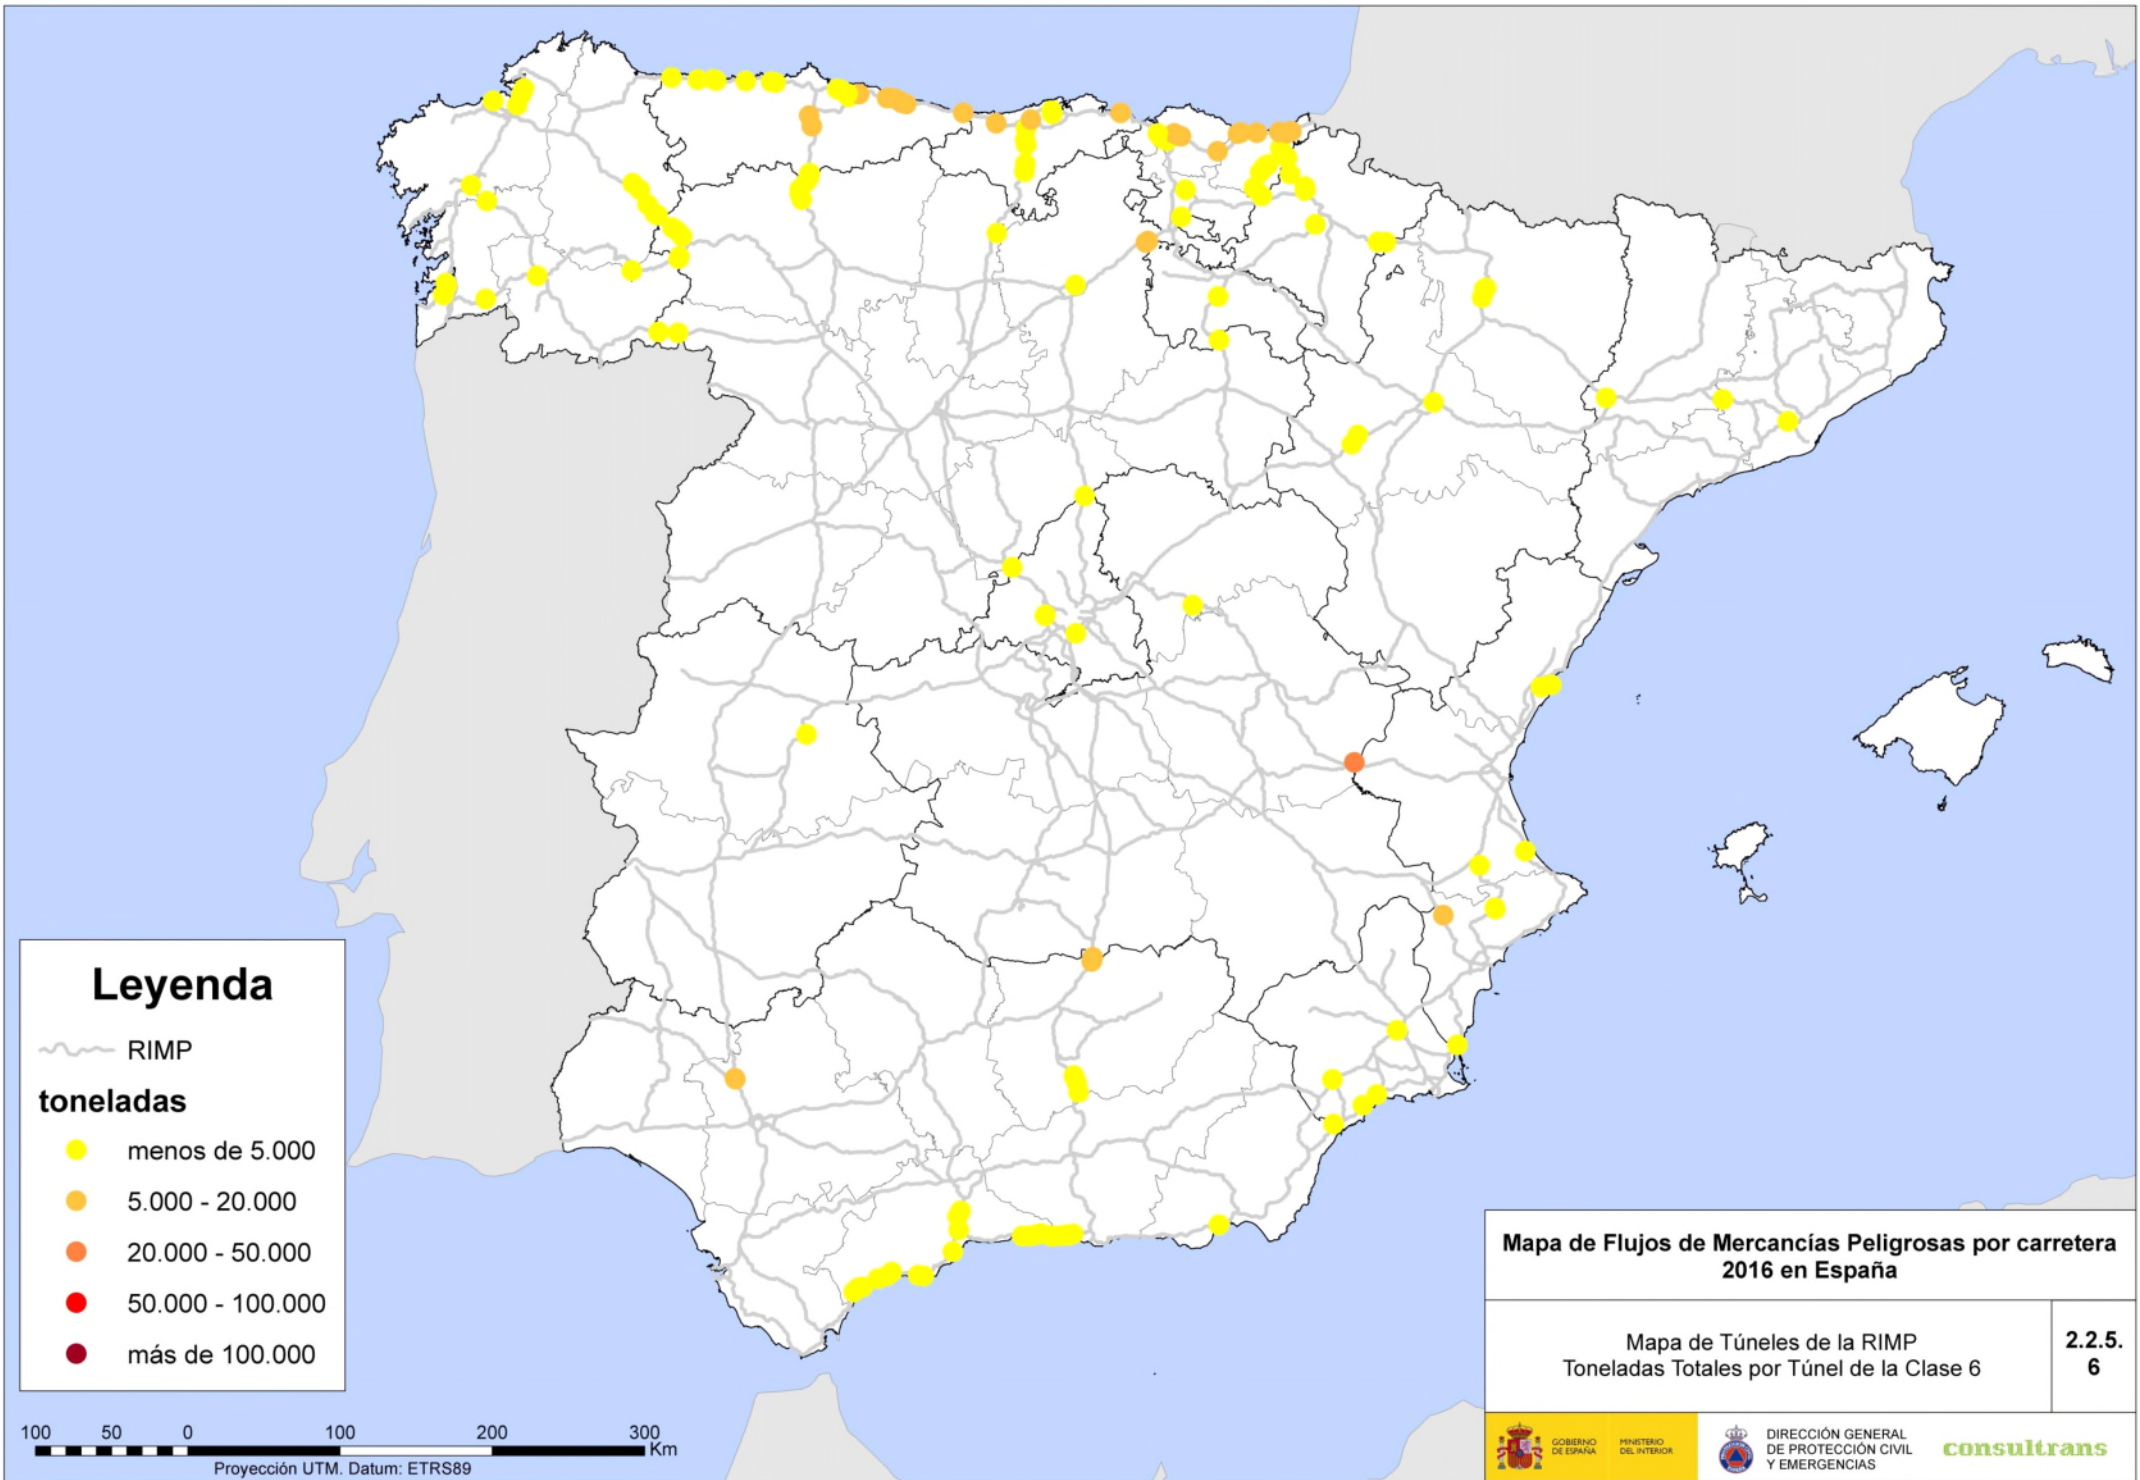 Leyenda
RIMP
toneladas
menos de 5.000
5.000 - 20.000
20.000 - 50.000
50.000 - 100.000
más de 100.000
100 50 0 100 200 300
Km
Proyección UTM. Datum: ETRS89
Mapa de Flujos de Mercancías Peligrosas por carretera
2016 en España
Mapa de Túneles de la RIMP
Toneladas Totales por Túnel de la Clase 6
2.2.5.
6
GOBIERNO
DE ESPAÑA
MINISTERIO
DEL INTERIOR
DIRECCIÓN GENERAL
DE PROTECCIÓN CIVIL
Y EMERGENCIAS
consultrans